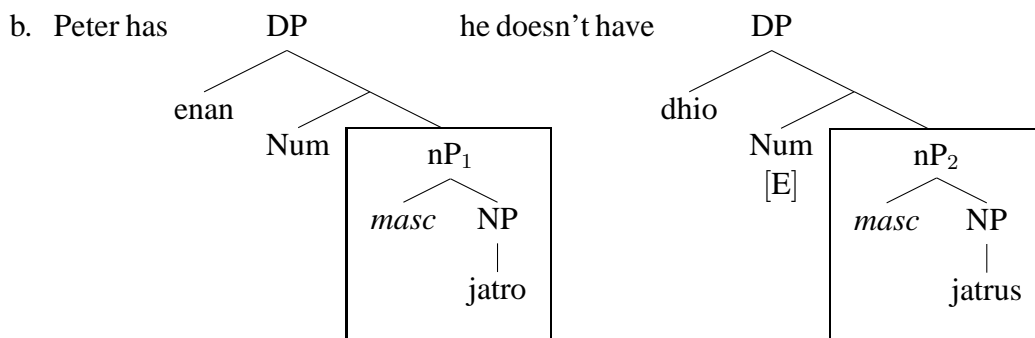 b. Peter has DP he doesn't have DP
enan dhio
Num nP₁ Num nP₂
[E]
masc NP masc NP
jatro jatrus